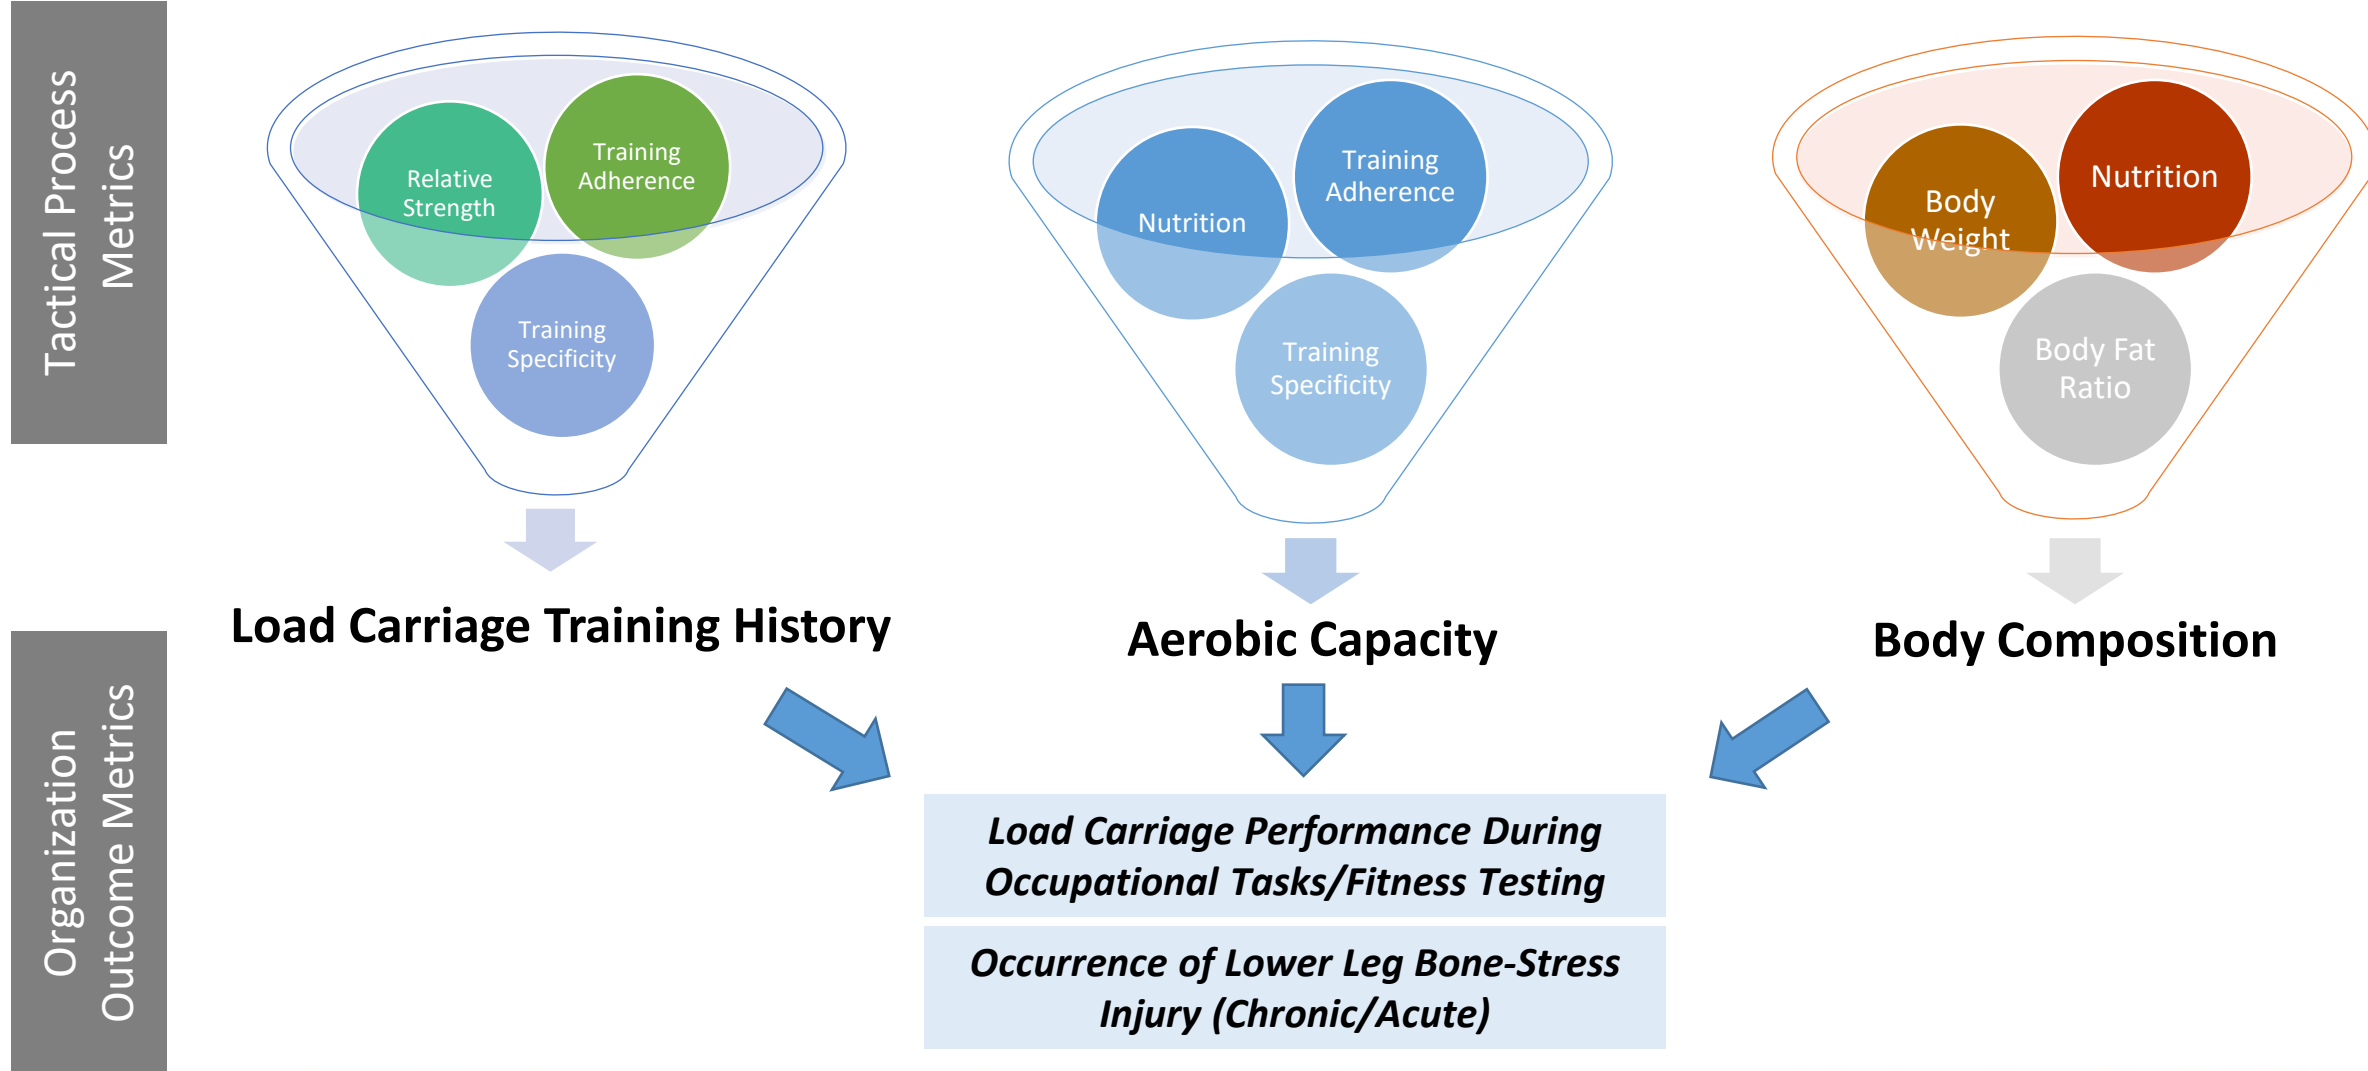 Tactical Process
Metrics
Relative
Strength
Training
Adherence
Training
Specificity
Nutrition
Training
Adherence
Training
Specificity
Body
Weight
Nutrition
Body Fat
Ratio
Load Carriage Training History
Aerobic Capacity
Body Composition
Organization
Outcome Metrics
Load Carriage Performance During
Occupational Tasks/Fitness Testing
Occurrence of Lower Leg Bone-Stress
Injury (Chronic/Acute)